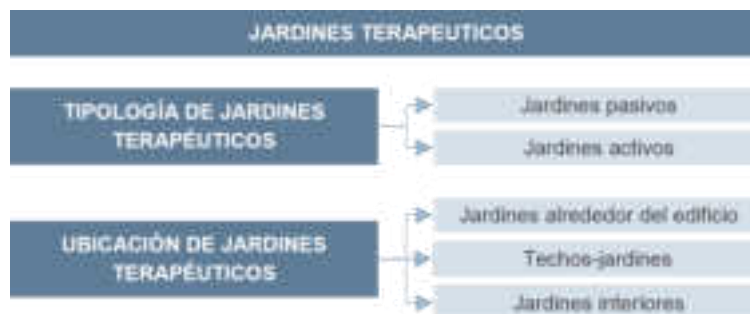 JARDINES TERAPEUTICOS
TIPOLOGÍA DE JARDINES
TERAPÉUTICOS
Jardines pasivos
Jardines activos
UBICACIÓN DE JARDINES
TERAPÉUTICOS
Jardines alrededor del edificio
Techos-jardines
Jardines interiores